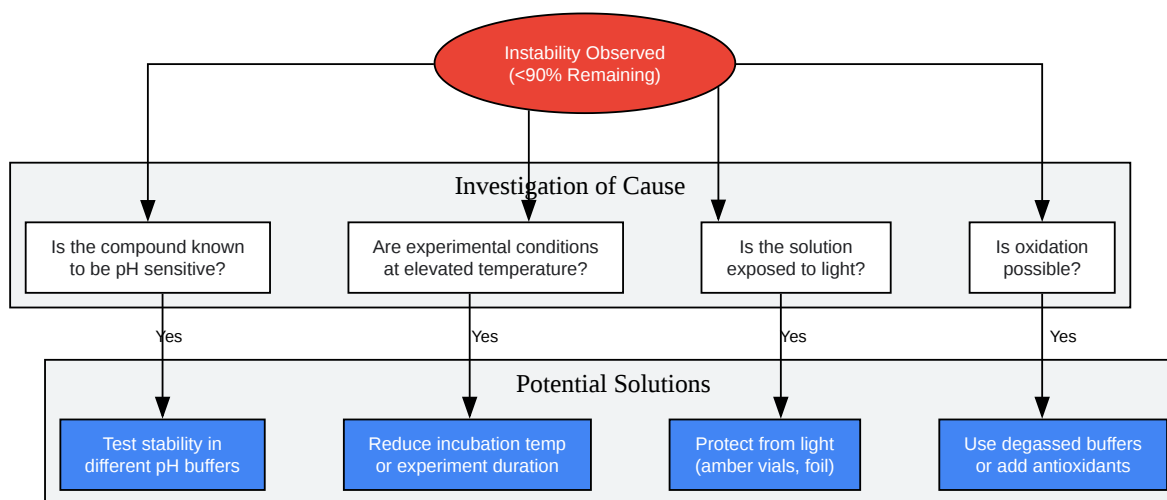 Instability Observed
(<90% Remaining)
Investigation of Cause
Is the compound known
to be pH sensitive?
Are experimental conditions
at elevated temperature?
Is the solution
exposed to light?
Is oxidation
possible?
Yes
Yes
Yes
Yes
Potential Solutions
Test stability in
different pH buffers
Reduce incubation temp
or experiment duration
Protect from light
(amber vials, foil)
Use degassed buffers
or add antioxidants